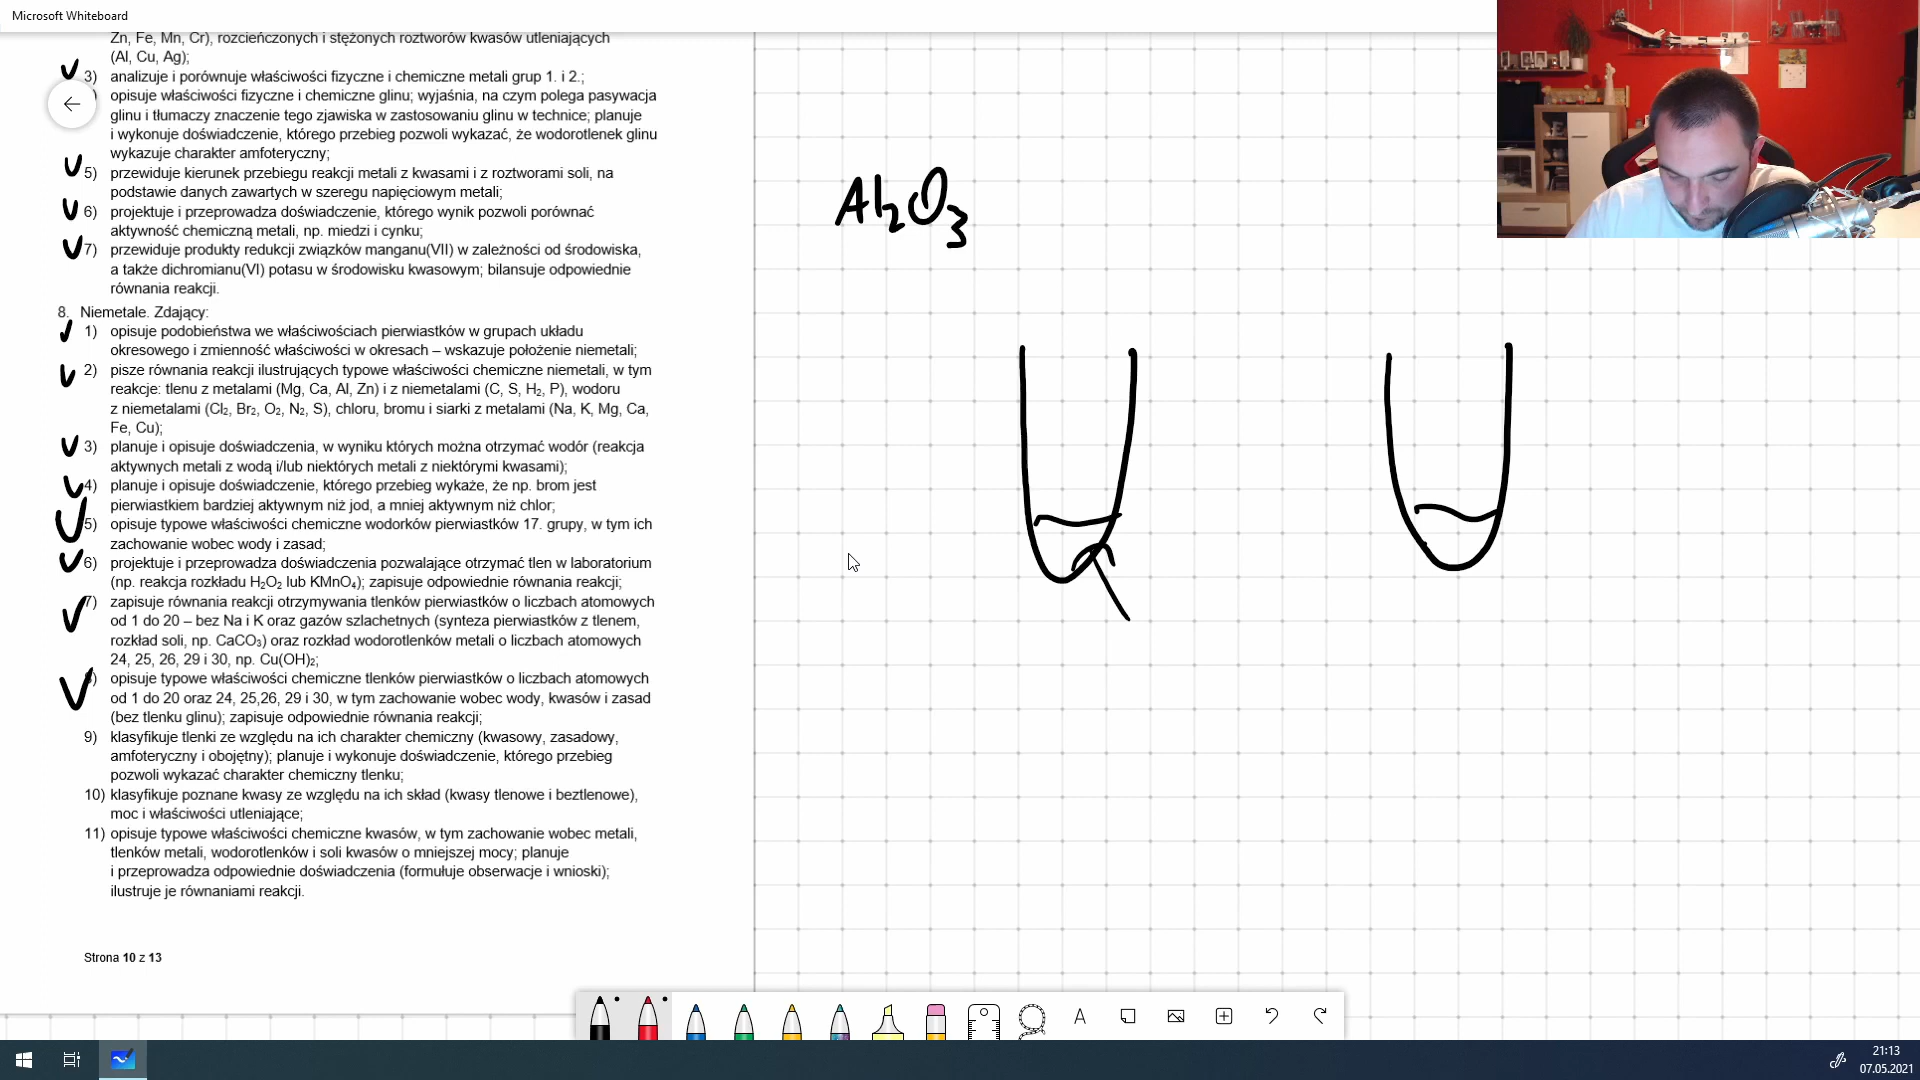 Microsoft Whiteboard
Zn, Fe, Mn, Cr), rozcieńczonych i stężonych roztworów kwasów utleniających
(Al, Cu, Ag);
3) analizuje i porównuje właściwości fizyczne i chemiczne metali grup 1. i 2.;
) opisuje właściwości fizyczne i chemiczne glinu; wyjaśnia, na czym polega pasywacja
glinu i tłumaczy znaczenie tego zjawiska w zastosowaniu glinu w technice; planuje
i wykonuje doświadczenie, którego przebieg pozwoli wykazać, że wodorotlenek glinu
wykazuje charakter amfoteryczny;
5) przewiduje kierunek przebiegu reakcji metali z kwasami i z roztworami soli, na
podstawie danych zawartych w szeregu napięciowym metali;
6) projektuje i przeprowadza doświadczenie, którego wynik pozwoli porównać
aktywność chemiczną metali, np. miedzi i cynku;
7) przewiduje produkty redukcji związków manganu(VII) w zależności od środowiska,
a także dichromianu(VI) potasu w środowisku kwasowym; bilansuje odpowiednie
równania reakcji.
8. Niemetale. Zdający:
1) opisuje podobieństwa we właściwościach pierwiastków w grupach układu
okresowego i zmienność właściwości w okresach – wskazuje położenie niemetali;
2) pisze równania reakcji ilustrujących typowe właściwości chemiczne niemetali, w tym
reakcje: tlenu z metalami (Mg, Ca, Al, Zn) i z niemetalami (C, S, H₂, P), wodoru
z niemetalami (Cl₂, Br₂, O₂, N₂, S), chloru, bromu i siarki z metalami (Na, K, Mg, Ca,
Fe, Cu);
3) planuje i opisuje doświadczenia, w wyniku których można otrzymać wodór (reakcja
aktywnych metali z wodą i/lub niektórych metali z niektórymi kwasami);
4) planuje i opisuje doświadczenie, którego przebieg wykaże, że np. brom jest
pierwiastkiem bardziej aktywnym niż jod, a mniej aktywnym niż chlor;
5) opisuje typowe właściwości chemiczne wodorków pierwiastków 17. grupy, w tym ich
zachowanie wobec wody i zasad;
6) projektuje i przeprowadza doświadczenia pozwalające otrzymać tlen w laboratorium
(np. reakcja rozkładu H₂O₂ lub KMnO₄); zapisuje odpowiednie równania reakcji;
7) zapisuje równania reakcji otrzymywania tlenków pierwiastków o liczbach atomowych
od 1 do 20 – bez Na i K oraz gazów szlachetnych (synteza pierwiastków z tlenem,
rozkład soli, np. CaCO₃) oraz rozkład wodorotlenków metali o liczbach atomowych
24, 25, 26, 29 i 30, np. Cu(OH)₂;
) opisuje typowe właściwości chemiczne tlenków pierwiastków o liczbach atomowych
od 1 do 20 oraz 24, 25,26, 29 i 30, w tym zachowanie wobec wody, kwasów i zasad
(bez tlenku glinu); zapisuje odpowiednie równania reakcji;
9) klasyfikuje tlenki ze względu na ich charakter chemiczny (kwasowy, zasadowy,
amfoteryczny i obojętny); planuje i wykonuje doświadczenie, którego przebieg
pozwoli wykazać charakter chemiczny tlenku;
10) klasyfikuje poznane kwasy ze względu na ich skład (kwasy tlenowe i beztlenowe),
moc i właściwości utleniające;
11) opisuje typowe właściwości chemiczne kwasów, w tym zachowanie wobec metali,
tlenków metali, wodorotlenków i soli kwasów o mniejszej mocy; planuje
i przeprowadza odpowiednie doświadczenia (formułuje obserwacje i wnioski);
ilustruje je równaniami reakcji.
Strona 10 z 13
Al₂O₃
21:13
07.05.2021